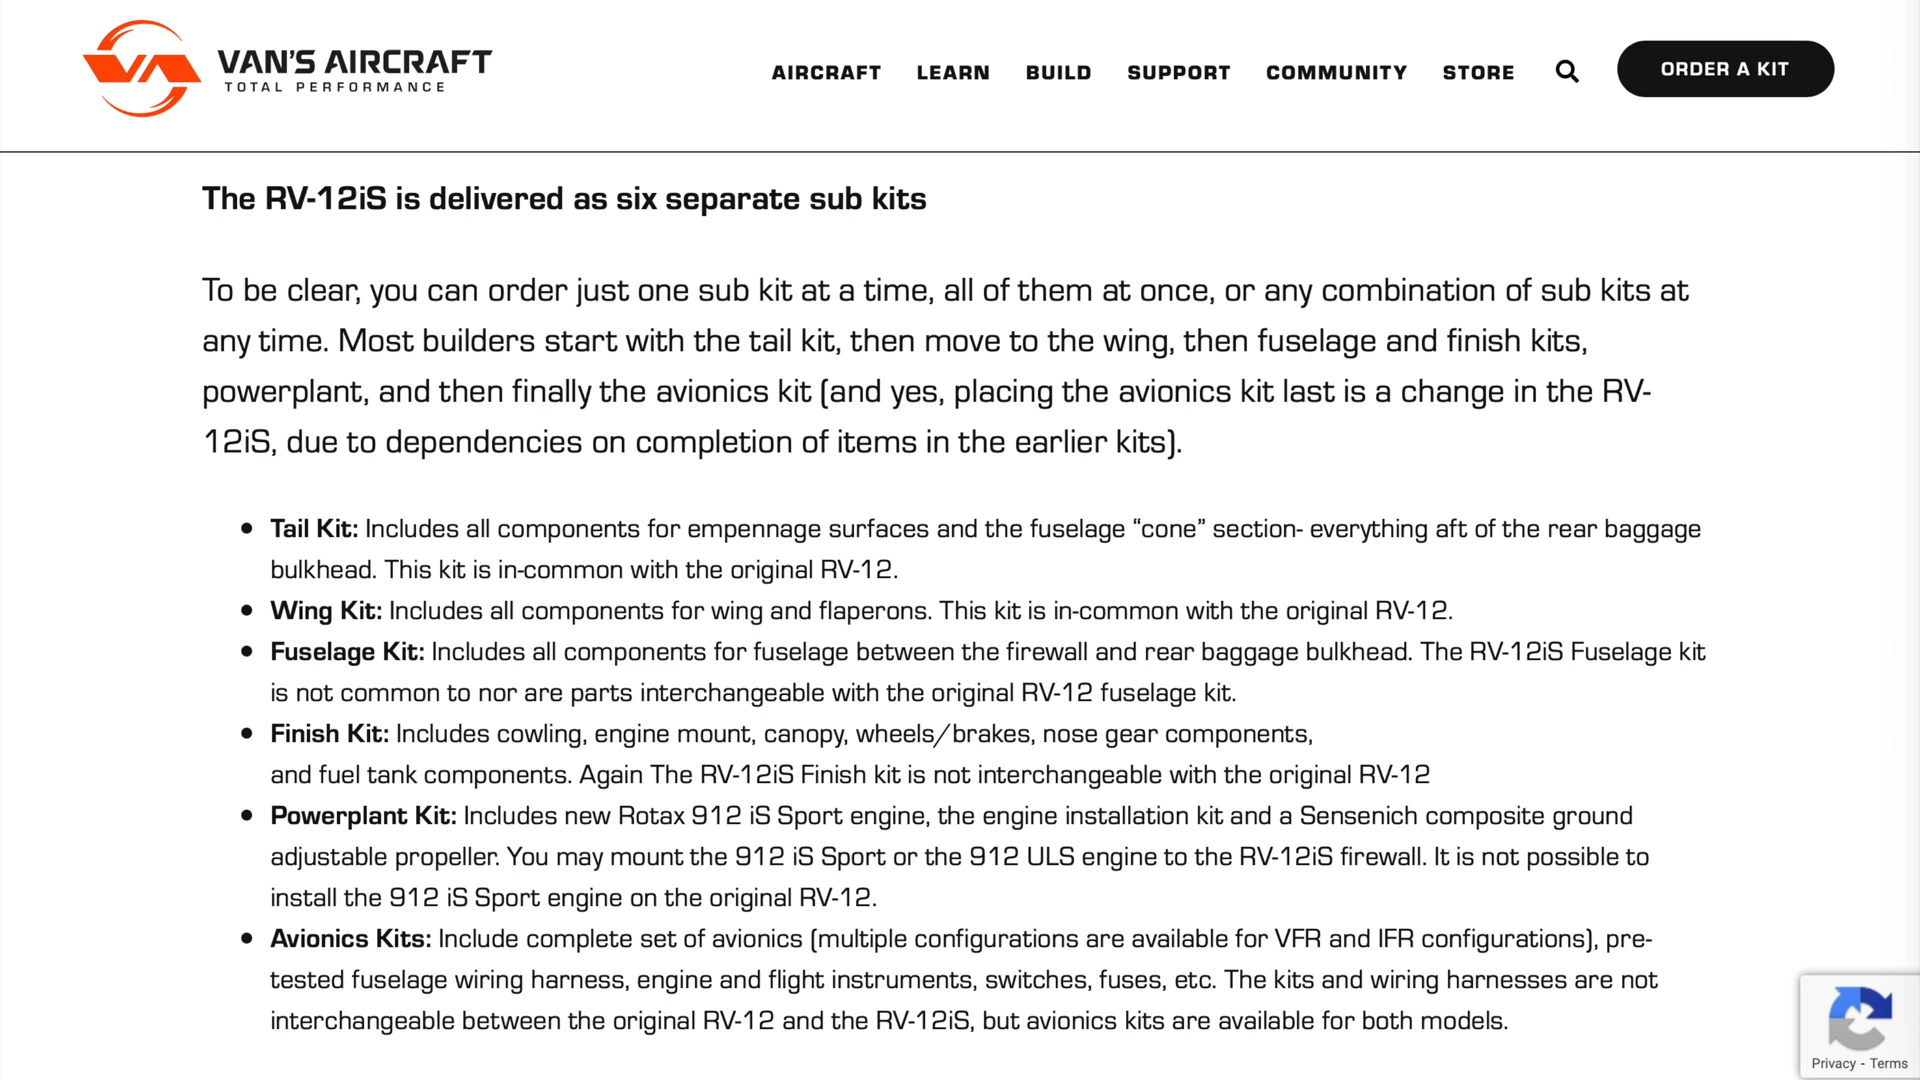 VAN'S AIRCRAFT
TOTAL PERFORMANCE
AIRCRAFT LEARN BUILD SUPPORT COMMUNITY STORE ORDER A KIT
The RV-12iS is delivered as six separate sub kits
To be clear, you can order just one sub kit at a time, all of them at once, or any combination of sub kits at
any time. Most builders start with the tail kit, then move to the wing, then fuselage and finish kits,
powerplant, and then finally the avionics kit (and yes, placing the avionics kit last is a change in the RV-
12iS, due to dependencies on completion of items in the earlier kits).
• Tail Kit: Includes all components for empennage surfaces and the fuselage “cone” section- everything aft of the rear baggage
bulkhead. This kit is in-common with the original RV-12.
• Wing Kit: Includes all components for wing and flaperons. This kit is in-common with the original RV-12.
• Fuselage Kit: Includes all components for fuselage between the firewall and rear baggage bulkhead. The RV-12iS Fuselage kit
is not common to nor are parts interchangeable with the original RV-12 fuselage kit.
• Finish Kit: Includes cowling, engine mount, canopy, wheels/brakes, nose gear components,
and fuel tank components. Again The RV-12iS Finish kit is not interchangeable with the original RV-12
• Powerplant Kit: Includes new Rotax 912 iS Sport engine, the engine installation kit and a Sensenich composite ground
adjustable propeller. You may mount the 912 iS Sport or the 912 ULS engine to the RV-12iS firewall. It is not possible to
install the 912 iS Sport engine on the original RV-12.
• Avionics Kits: Include complete set of avionics (multiple configurations are available for VFR and IFR configurations), pre-
tested fuselage wiring harness, engine and flight instruments, switches, fuses, etc. The kits and wiring harnesses are not
interchangeable between the original RV-12 and the RV-12iS, but avionics kits are available for both models.
Privacy - Terms